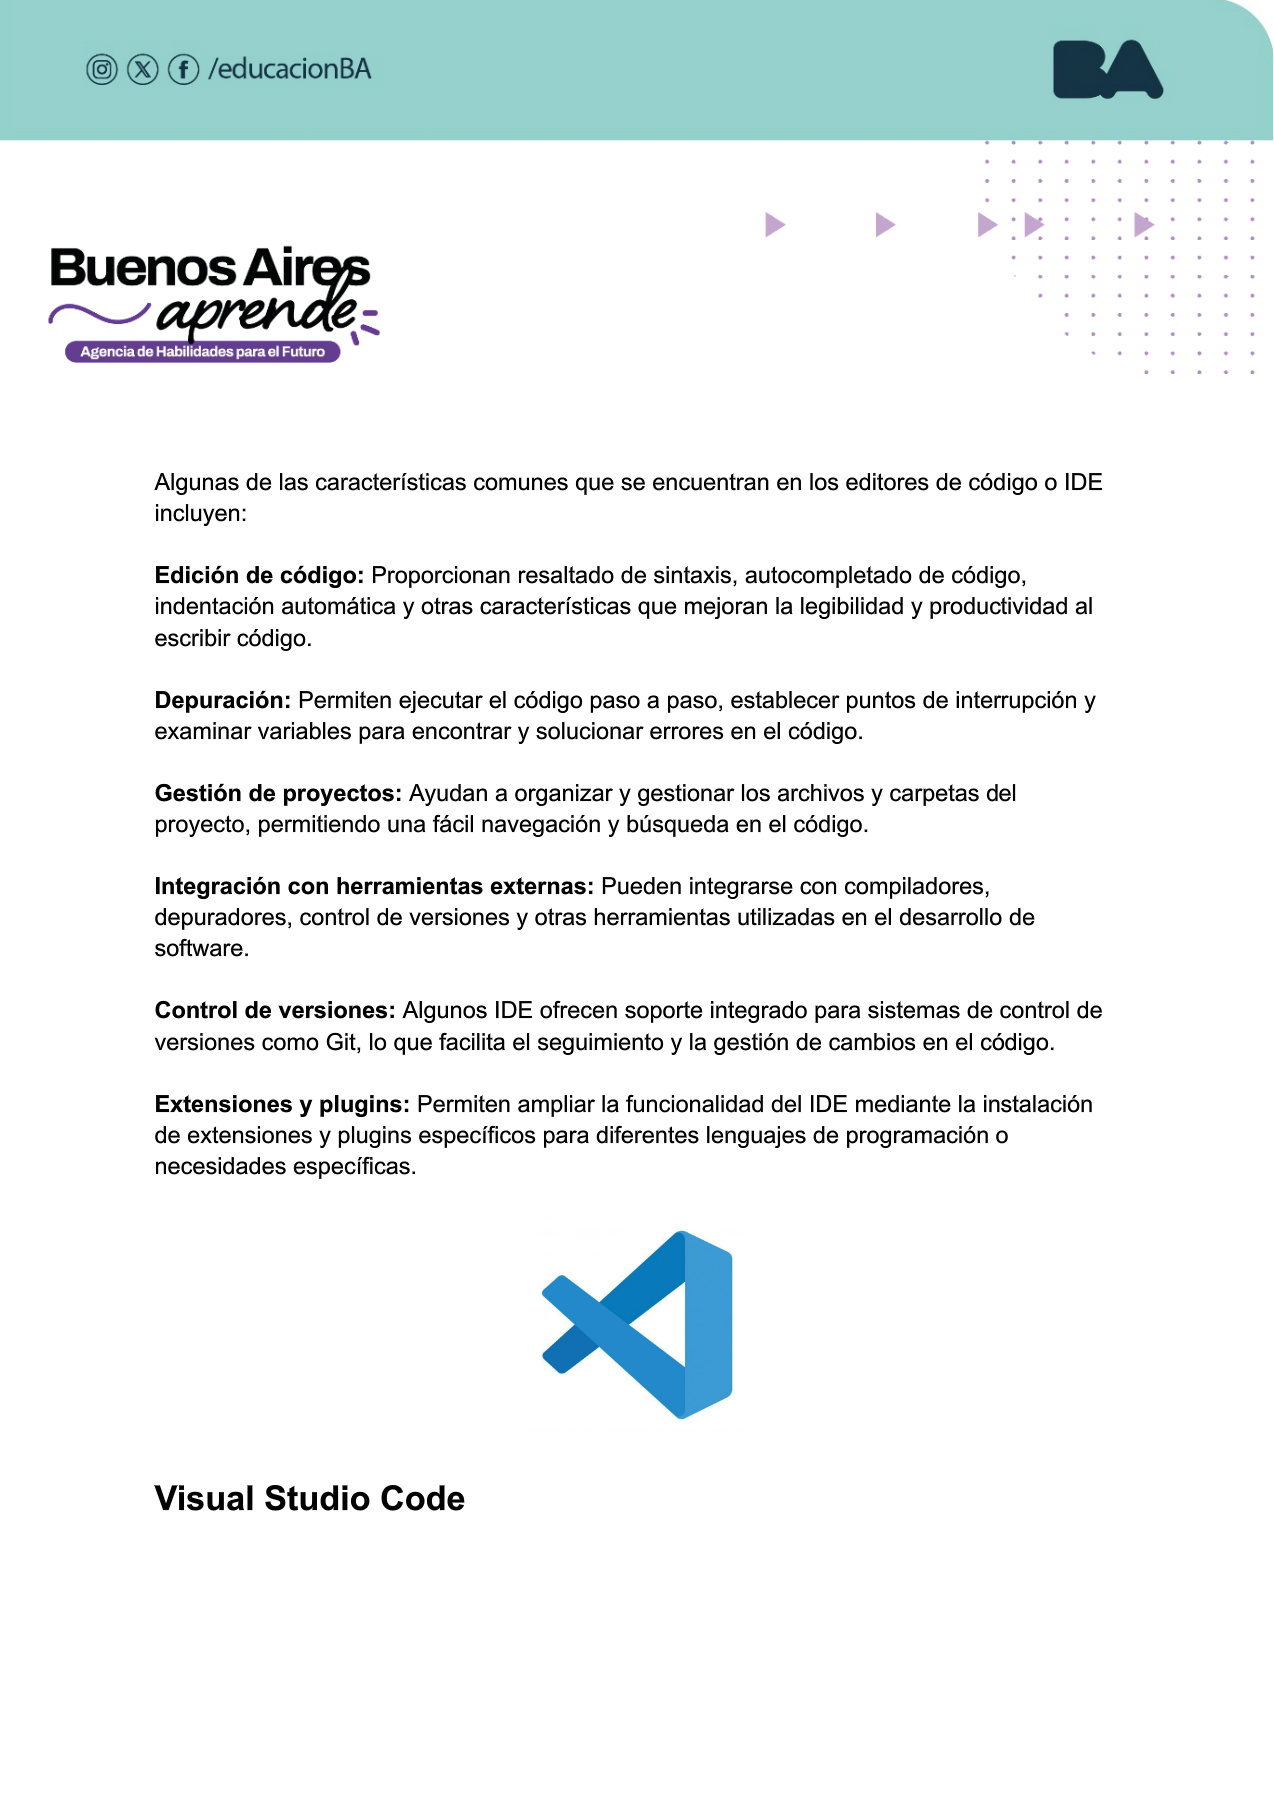 /educacionBA
BA
Buenos Aires
aprende
Agencia de Habilidades para el Futuro
Algunas de las características comunes que se encuentran en los editores de código o IDE
incluyen:
Edición de código: Proporcionan resaltado de sintaxis, autocompletado de código,
indentación automática y otras características que mejoran la legibilidad y productividad al
escribir código.
Depuración: Permiten ejecutar el código paso a paso, establecer puntos de interrupción y
examinar variables para encontrar y solucionar errores en el código.
Gestión de proyectos: Ayudan a organizar y gestionar los archivos y carpetas del
proyecto, permitiendo una fácil navegación y búsqueda en el código.
Integración con herramientas externas: Pueden integrarse con compiladores,
depuradores, control de versiones y otras herramientas utilizadas en el desarrollo de
software.
Control de versiones: Algunos IDE ofrecen soporte integrado para sistemas de control de
versiones como Git, lo que facilita el seguimiento y la gestión de cambios en el código.
Extensiones y plugins: Permiten ampliar la funcionalidad del IDE mediante la instalación
de extensiones y plugins específicos para diferentes lenguajes de programación o
necesidades específicas.
Visual Studio Code